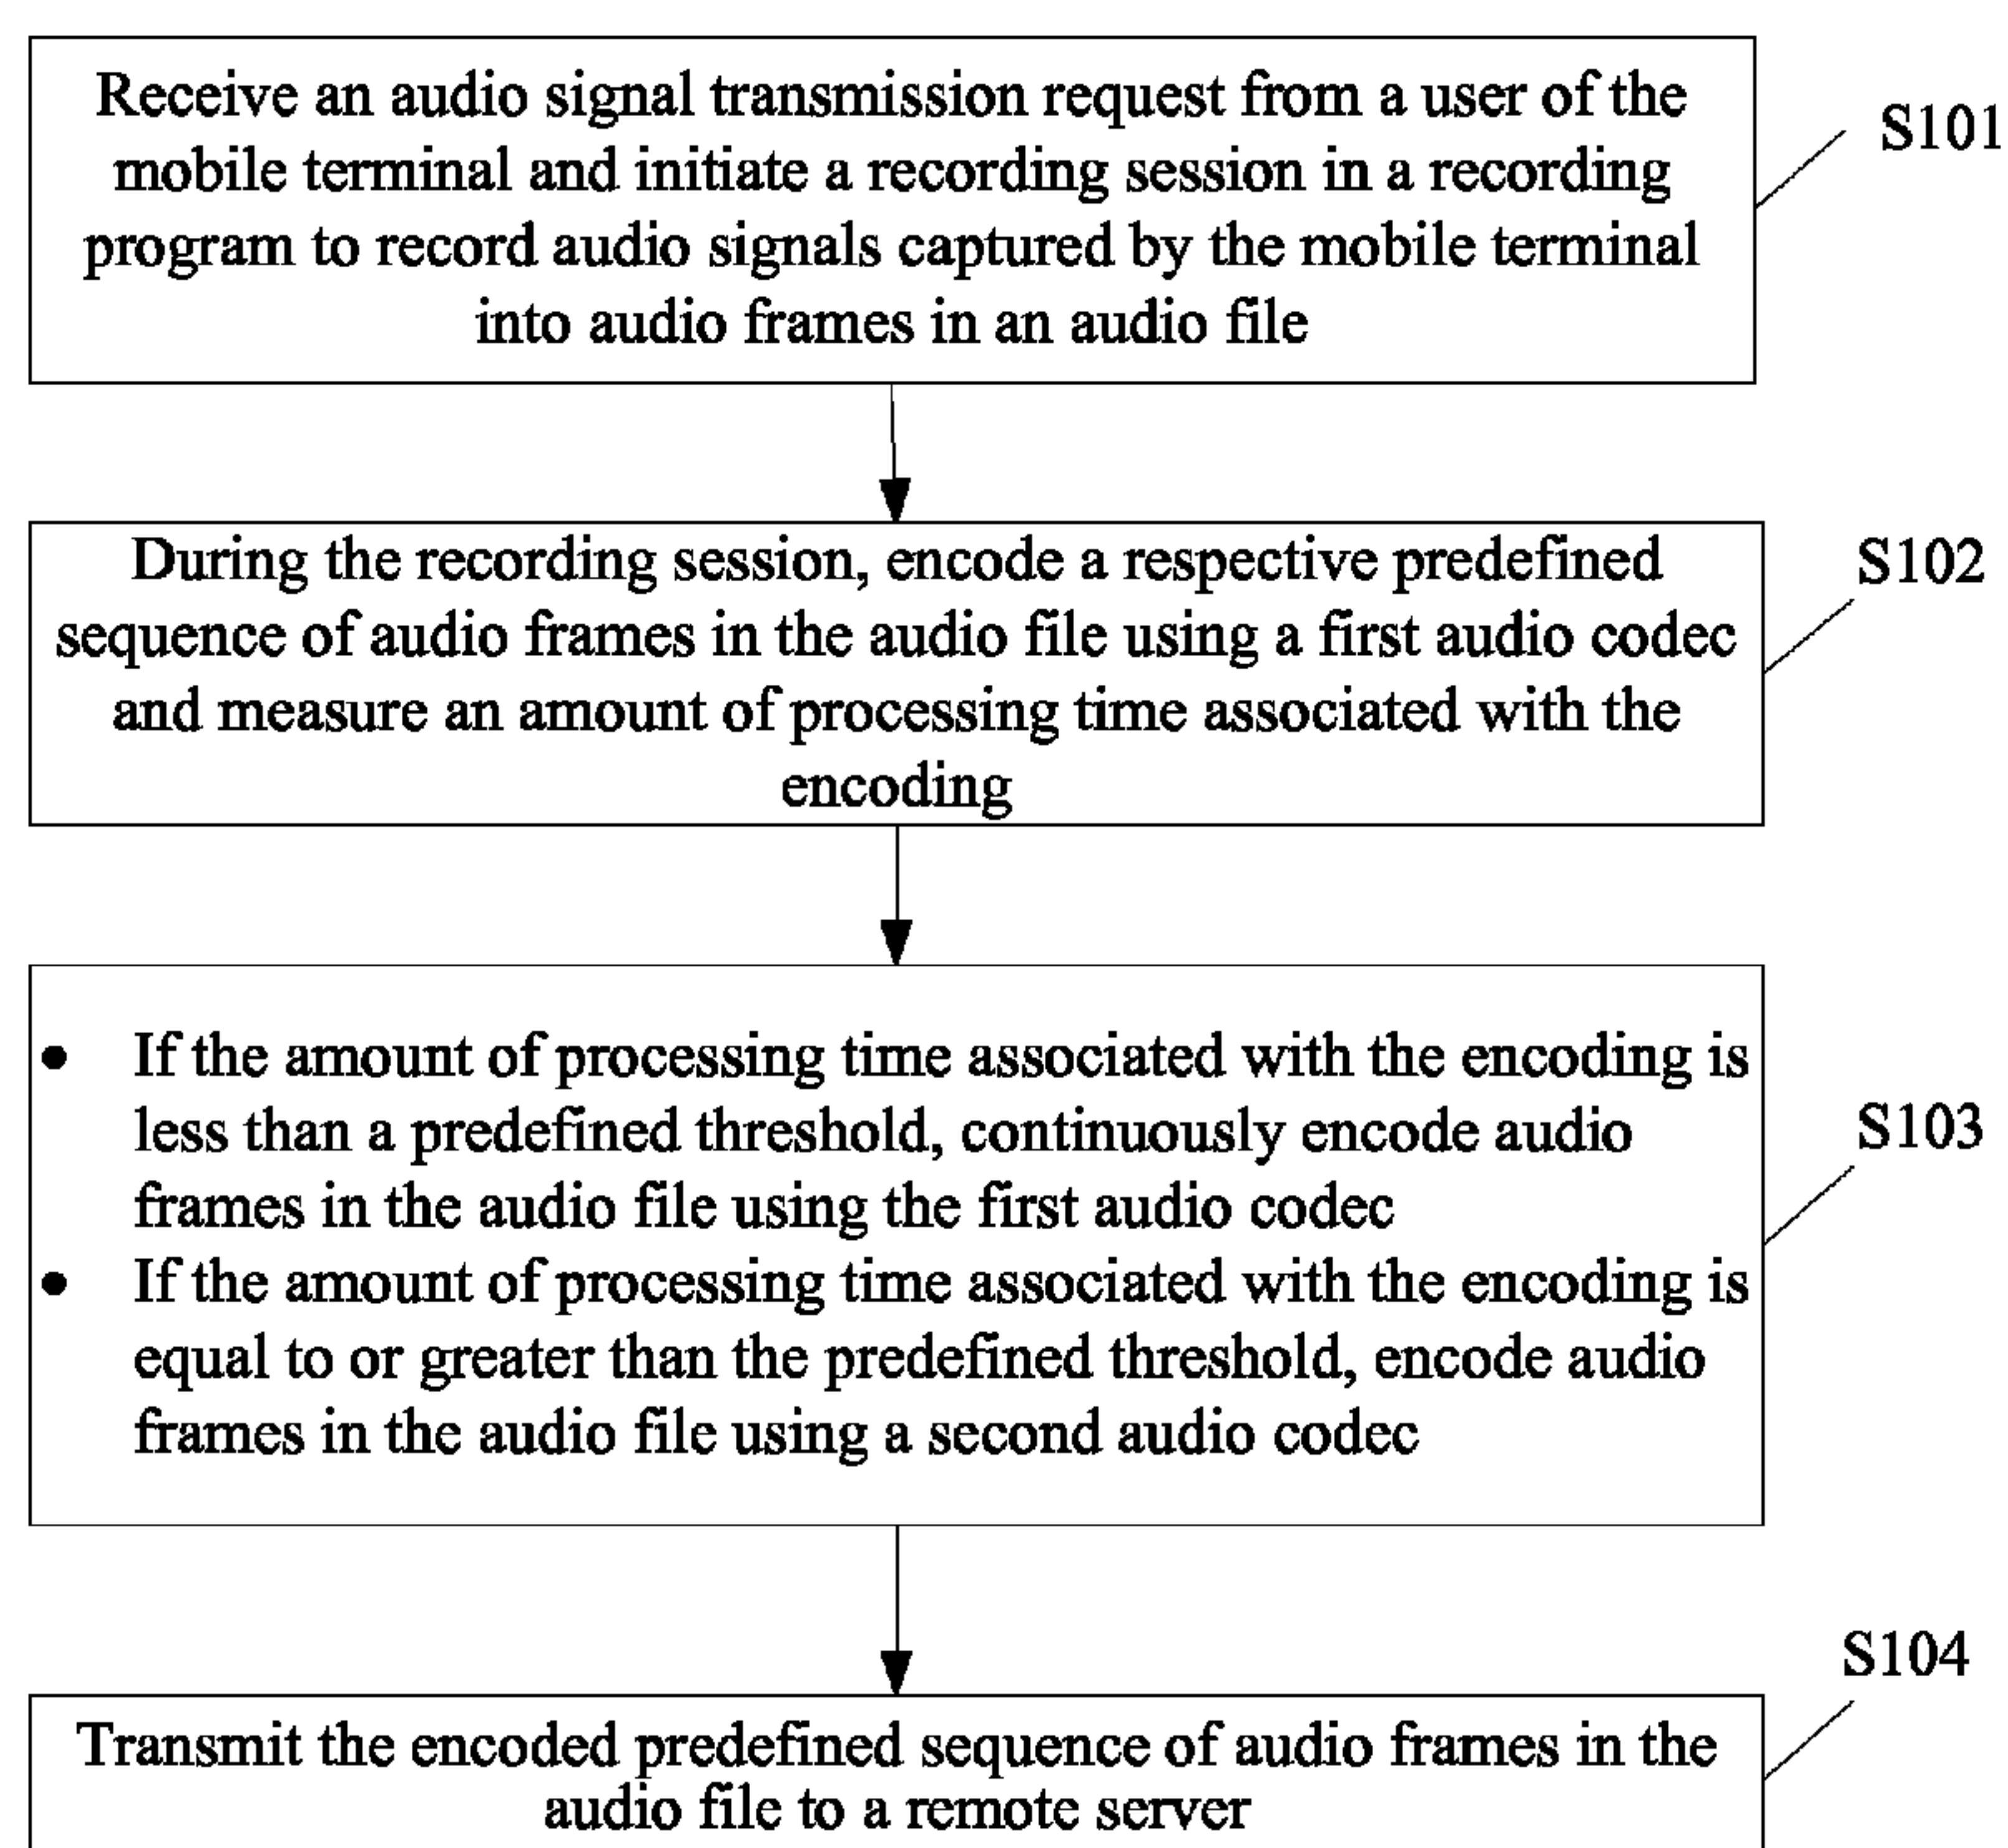 Receive an audio signal transmission request from a user of the
mobile terminal and initiate a recording session in a recording
program to record audio signals captured by the mobile terminal
into audio frames in an audio file
S101
During the recording session, encode a respective predefined
sequence of audio frames in the audio file using a first audio codec
and measure an amount of processing time associated with the
encoding
S102
● If the amount of processing time associated with the encoding is
less than a predefined threshold, continuously encode audio
frames in the audio file using the first audio codec
● If the amount of processing time associated with the encoding is
equal to or greater than the predefined threshold, encode audio
frames in the audio file using a second audio codec
S103
Transmit the encoded predefined sequence of audio frames in the
audio file to a remote server
S104